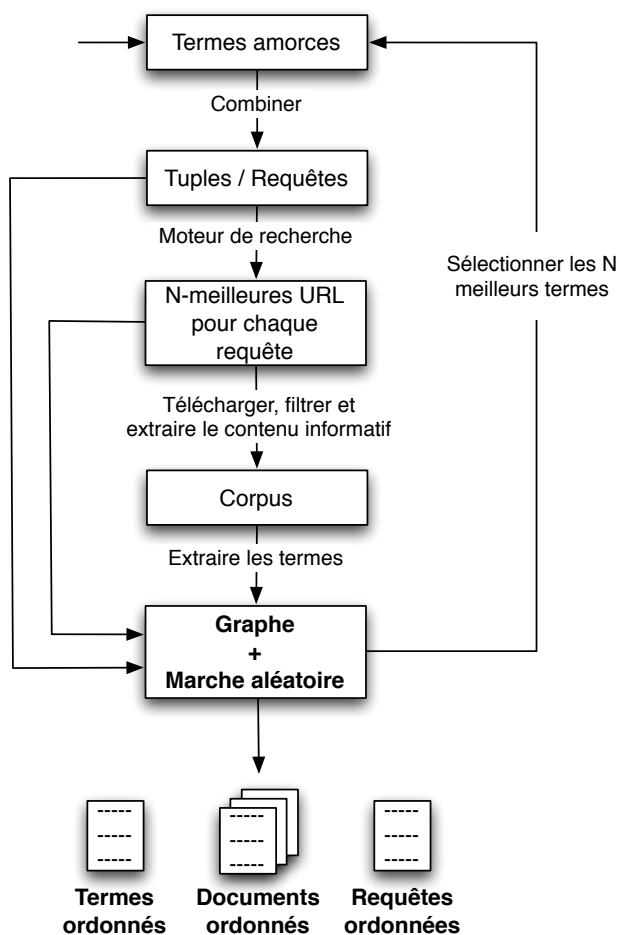 Termes amorces
Combiner
Tuples / Requêtes
Moteur de recherche
Sélectionner les N
meilleurs termes
N-meilleures URL
pour chaque
requête
Télécharger, filtrer et
extraire le contenu informatif
Corpus
Extraire les termes
Graphe
+
Marche aléatoire
Termes
ordonnés
Documents
ordonnés
Requêtes
ordonnées